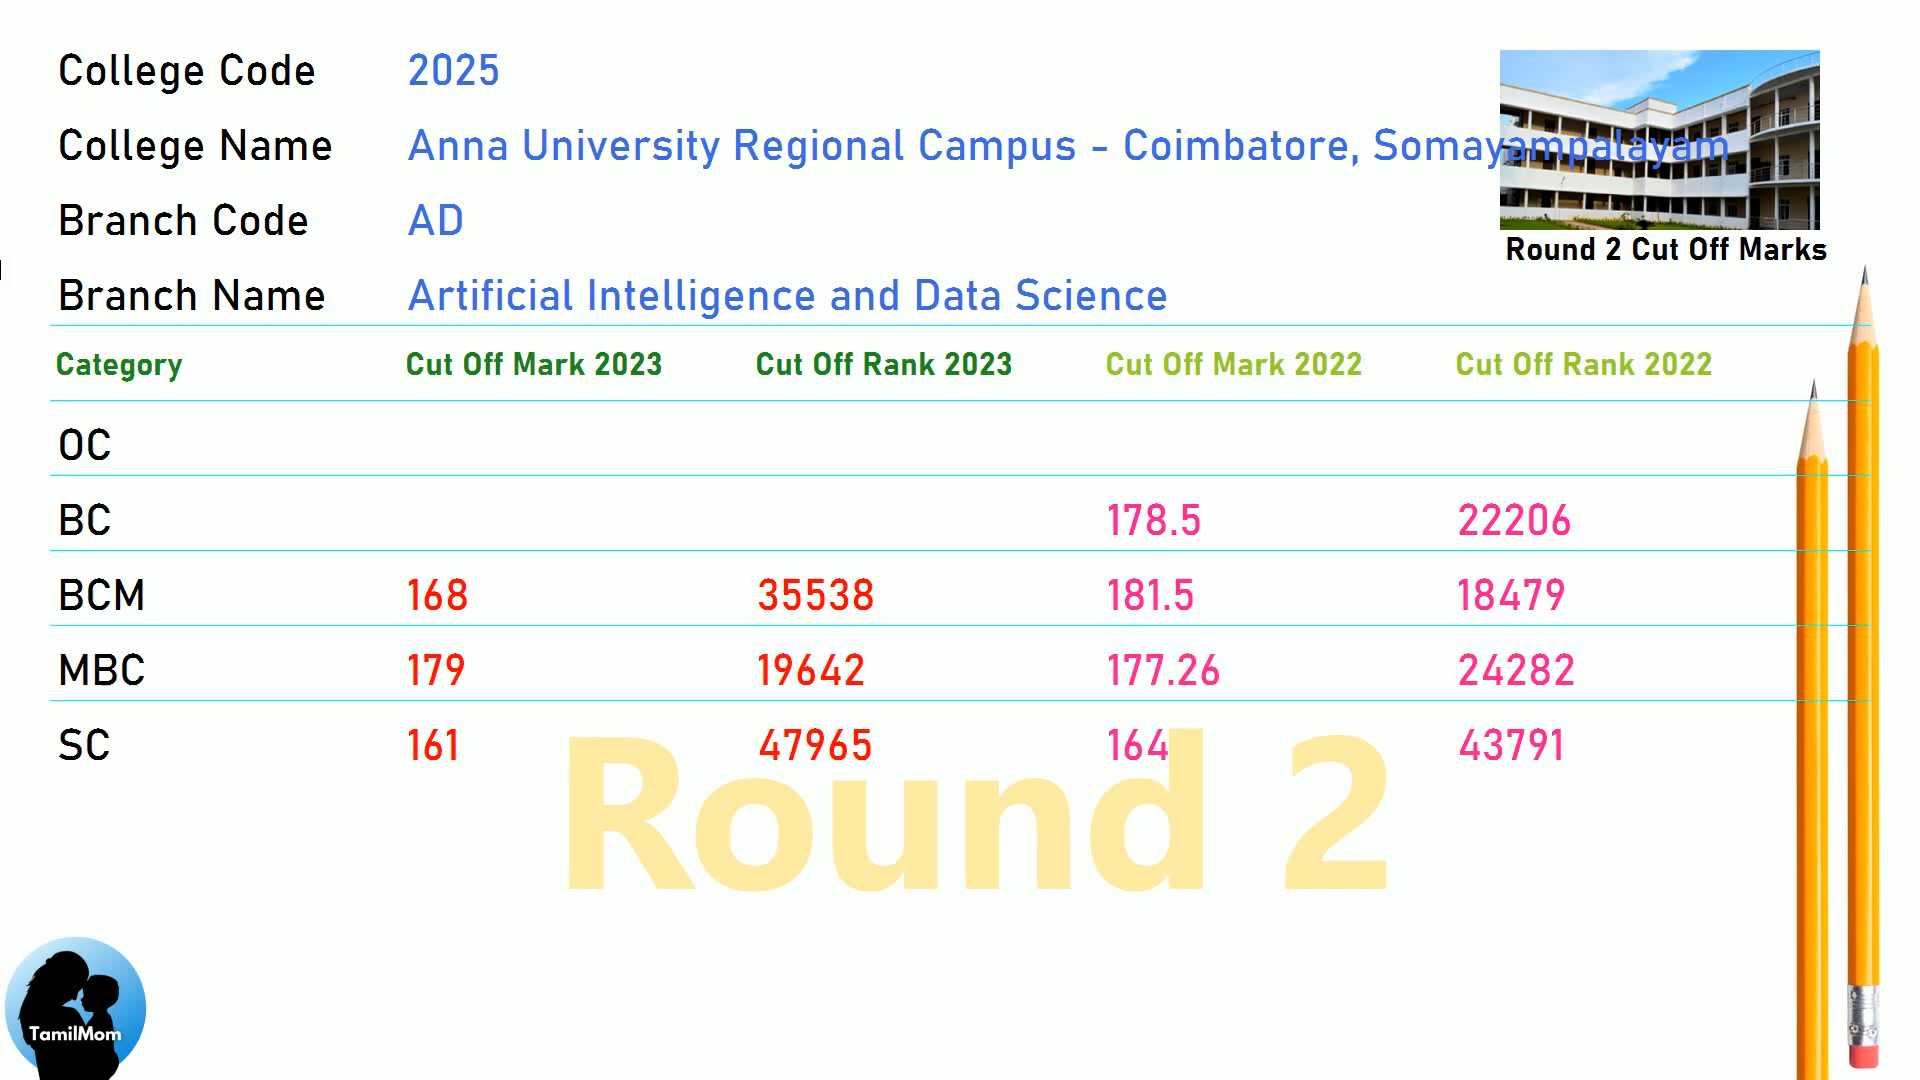 College Code 2025
College Name Anna University Regional Campus - Coimbatore, Somayampalayam
Branch Code AD
Round 2 Cut Off Marks
Branch Name Artificial Intelligence and Data Science
Category Cut Off Mark 2023 Cut Off Rank 2023 Cut Off Mark 2022 Cut Off Rank 2022
OC
BC 178.5 22206
BCM 168 35538 181.5 18479
MBC 179 19642 177.26 24282
SC 161 47965 164 43791
Round 2
TamilMom